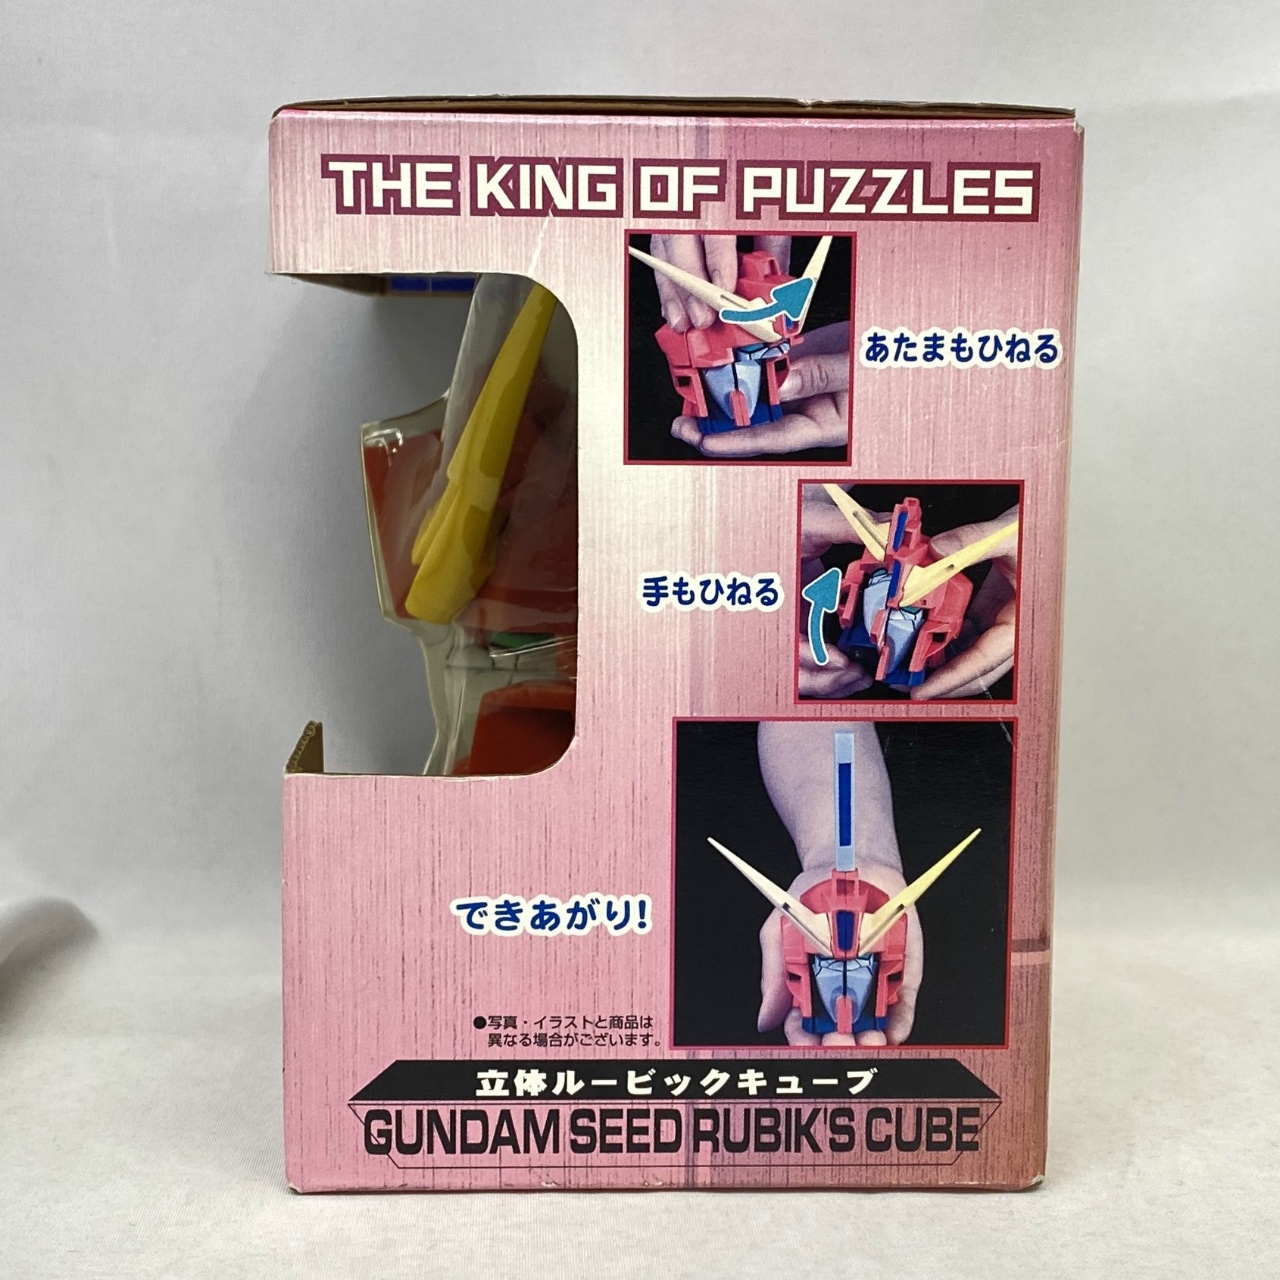 THE KING OF PUZZLES
あたまもひねる
手もひねる
できあがり!
●写真・イラストと商品は
異なる場合がございます。
立体ルービックキューブ
GUNDAM SEED RUBIK'S CUBE